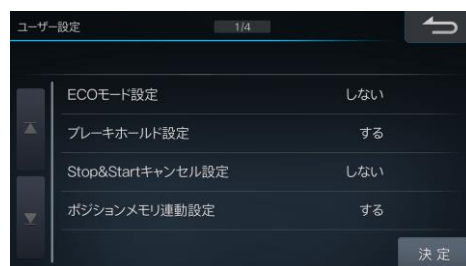 ユーザー設定 1/4
ECOモード設定 しない
ブレーキホールド設定 する
Stop&Startキャンセル設定 しない
ポジションメモリ連動設定 する
決定